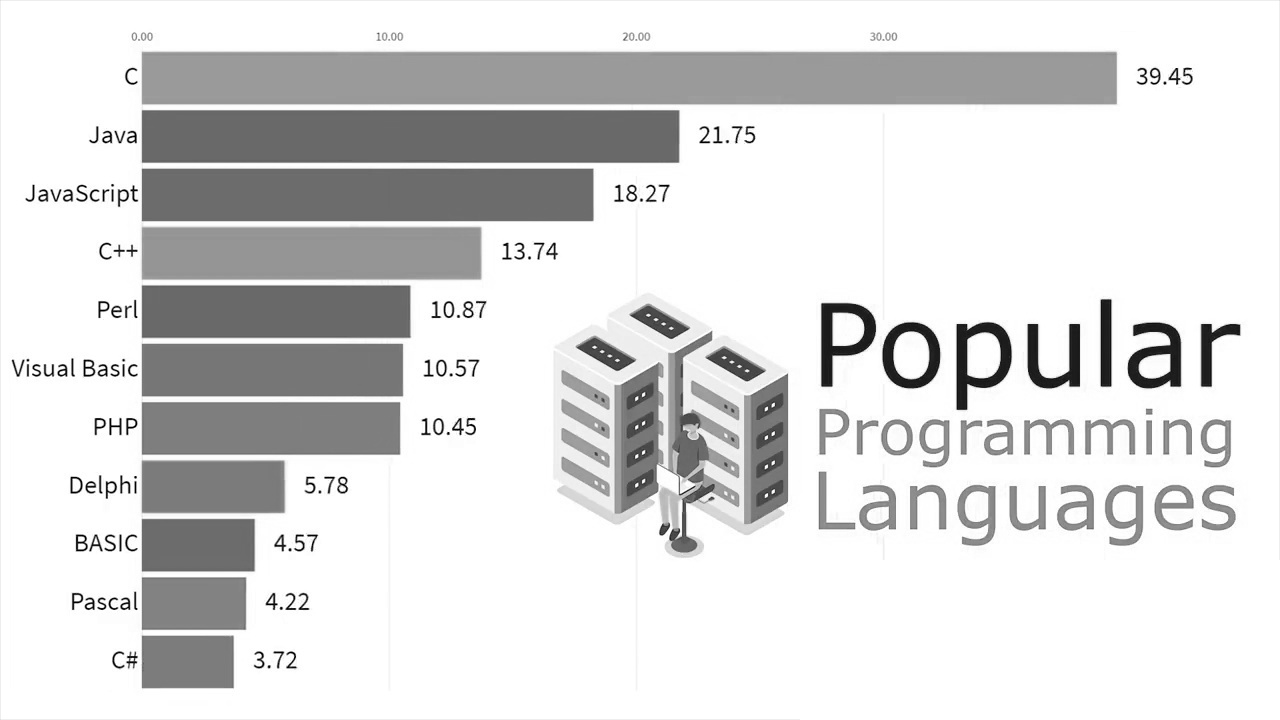 0.00 10.00 20.00 30.00
C 39.45
Java 21.75
JavaScript 18.27
C++ 13.74
Perl 10.87
Visual Basic 10.57
PHP 10.45
Delphi 5.78
BASIC 4.57
Pascal 4.22
C# 3.72
Popular
Programming
Languages